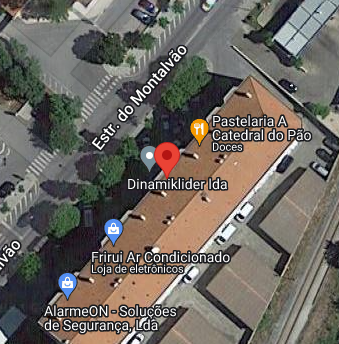 Estr. do Montalvão
Pastelaria A
Catedral do Pão
Doces
Dinamiklider lda
Frirui Ar Condicionado
Loja de eletrónicos
vão
AlarmeON - Soluções
de Segurança, Lda